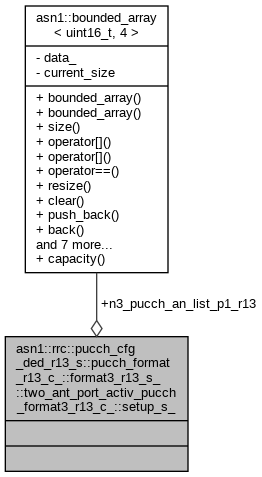 asn1::bounded_array
< uint16_t, 4 >
- data_
- current_size
+ bounded_array()
+ bounded_array()
+ size()
+ operator[]()
+ operator[]()
+ operator==()
+ resize()
+ clear()
+ push_back()
+ back()
and 7 more...
+ capacity()
+n3_pucch_an_list_p1_r13
asn1::rrc::pucch_cfg
_ded_r13_s::pucch_format
_r13_c_::format3_r13_s_
::two_ant_port_activ_pucch
_format3_r13_c_::setup_s_